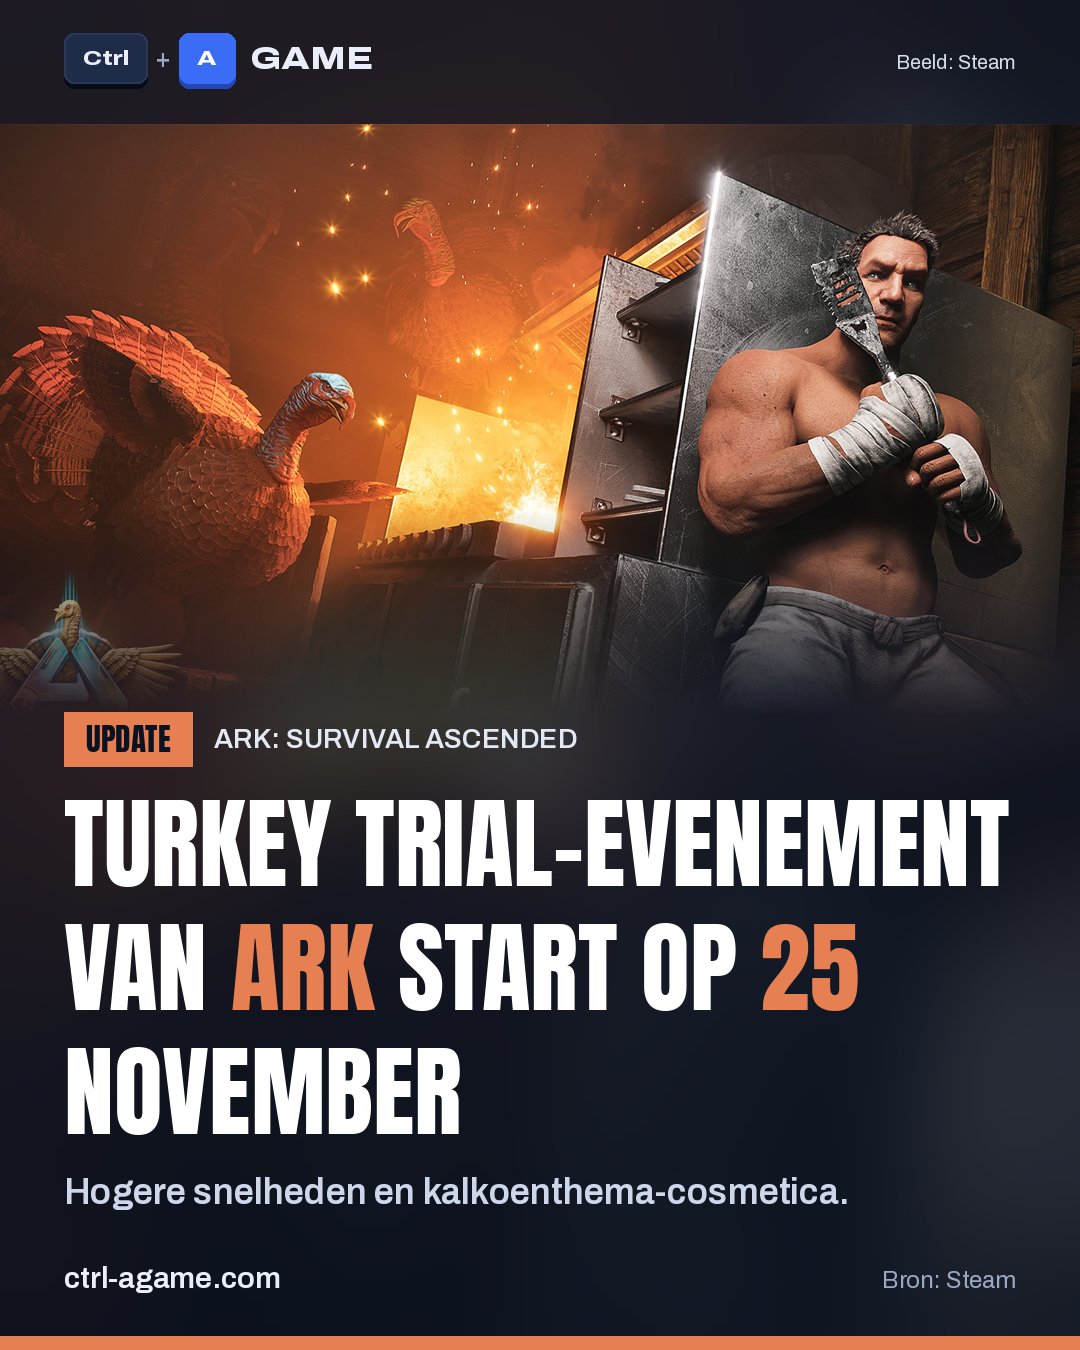 Ctrl + A GAME
Beeld: Steam
UPDATE ARK: SURVIVAL ASCENDED
TURKEY TRIAL-EVENEMENT
VAN ARK START OP 25
NOVEMBER
Hogere snelheden en kalkoenthema-cosmetica.
ctrl-agame.com
Bron: Steam